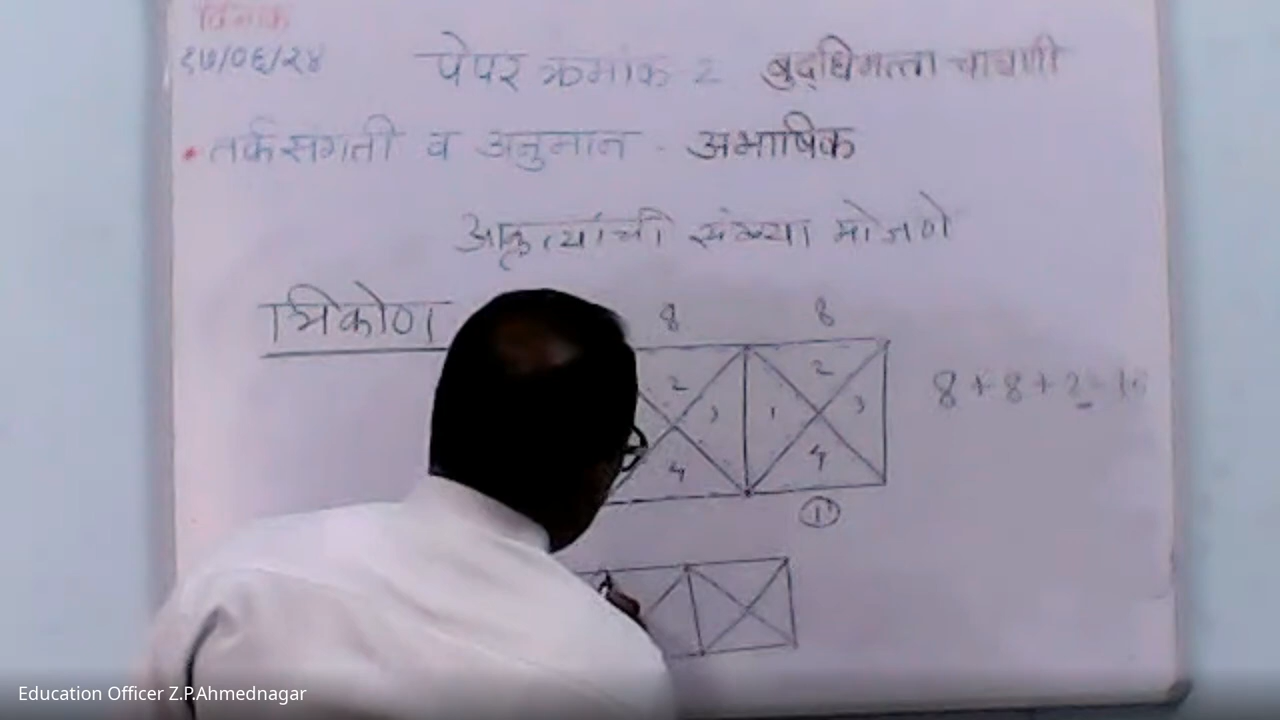 दिनांक
१७/०६/२४
पेपर क्रमांक 2 बुद्धिमत्ता चाचणी
• तर्कसंगती व अनुमान - अभाषिक
आकृत्यांची संख्या मोजणे
त्रिकोण
8 8
2 2
3 1 3
4 4
8 + 8 + 2 =
1
Education Officer Z.P.Ahmednagar